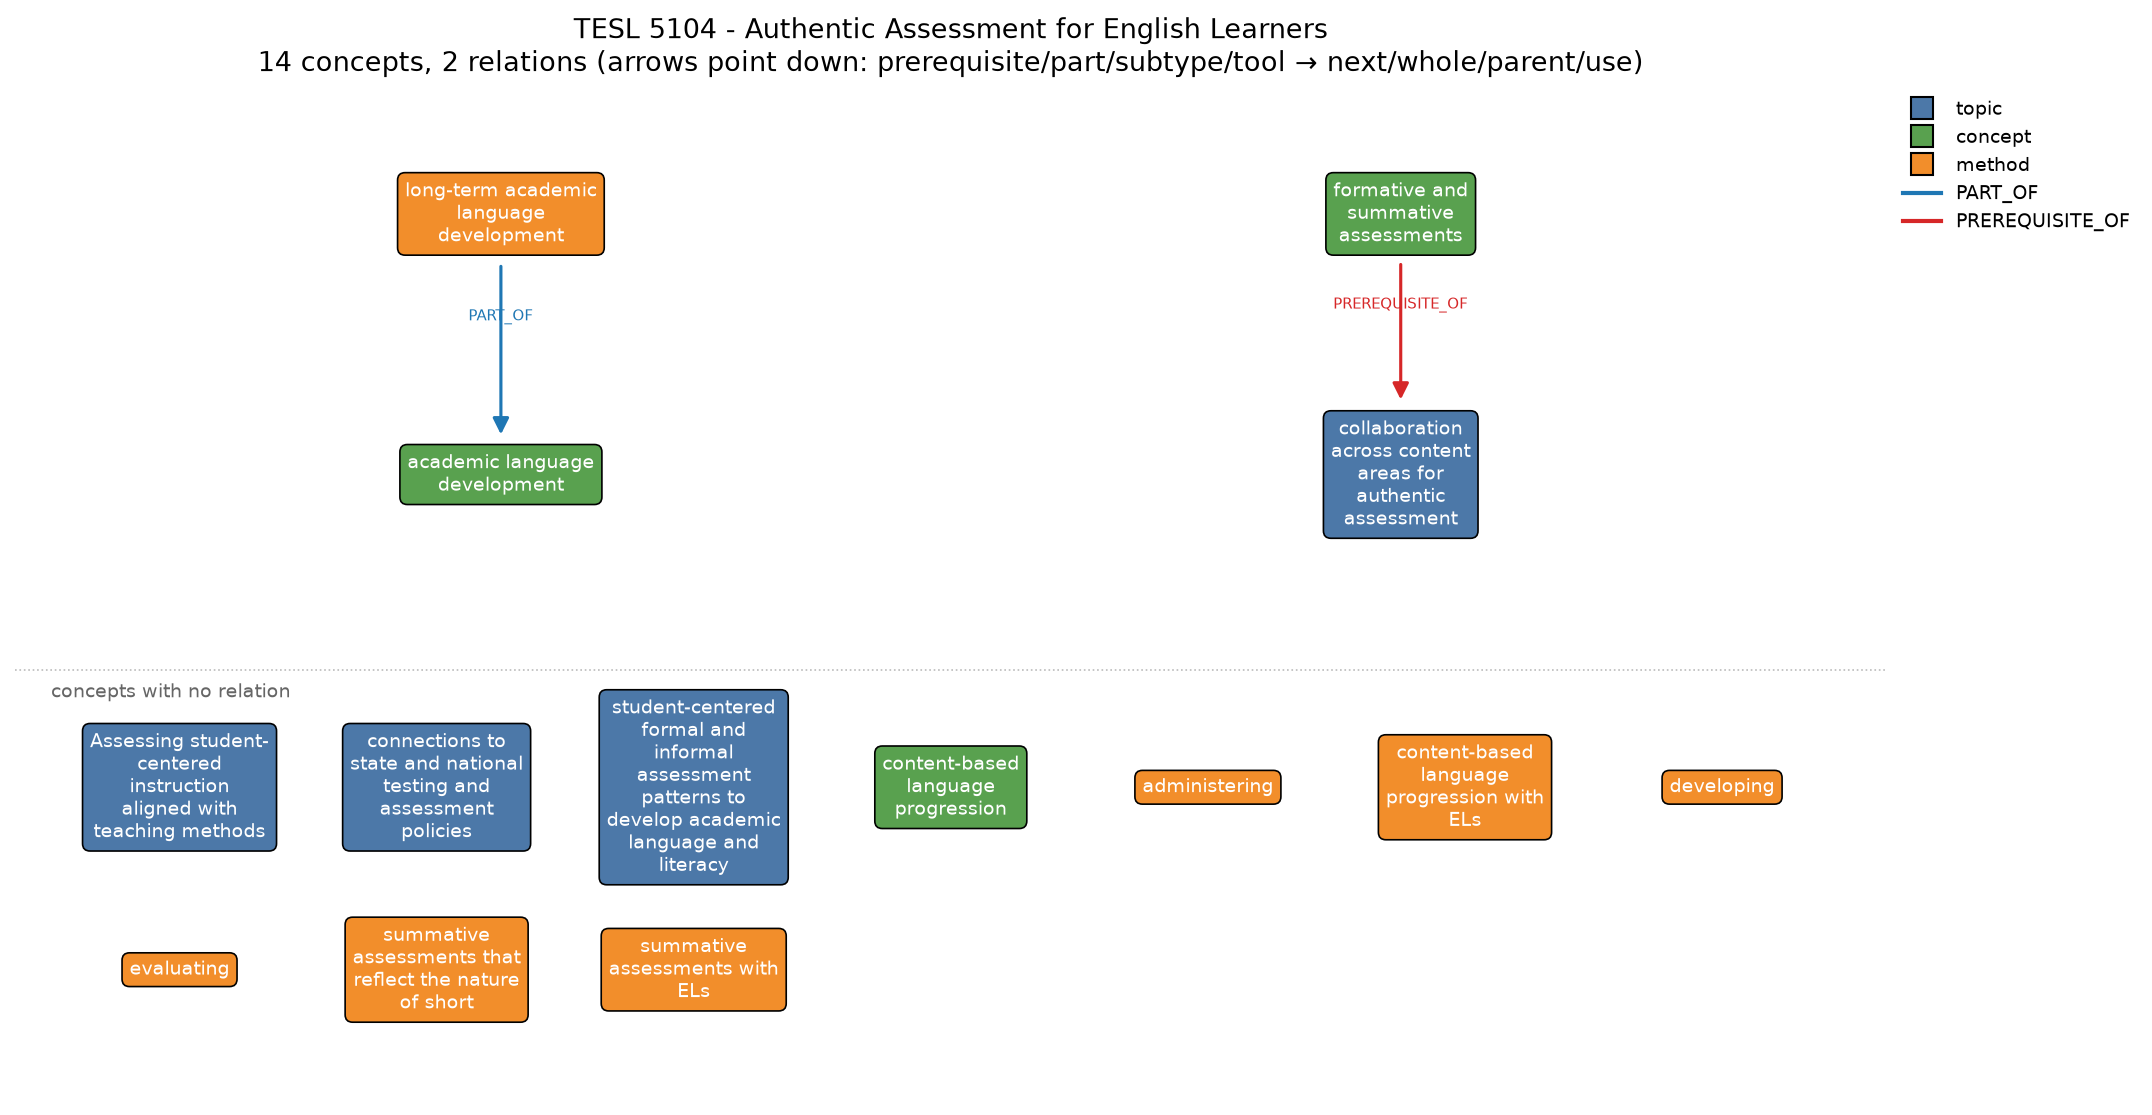 TESL 5104 - Authentic Assessment for English Learners
14 concepts, 2 relations (arrows point down: prerequisite/part/subtype/tool → next/whole/parent/use)
topic
concept
method
PART_OF
PREREQUISITE_OF
long-term academic
language
development
formative and
summative
assessments
PART_OF
PREREQUISITE_OF
academic language
development
collaboration
across content
areas for
authentic
assessment
concepts with no relation
Assessing student-
centered
instruction
aligned with
teaching methods
connections to
state and national
testing and
assessment
policies
student-centered
formal and
informal
assessment
patterns to
develop academic
language and
literacy
content-based
language
progression
administering
content-based
language
progression with
ELs
developing
evaluating
summative
assessments that
reflect the nature
of short
summative
assessments with
ELs